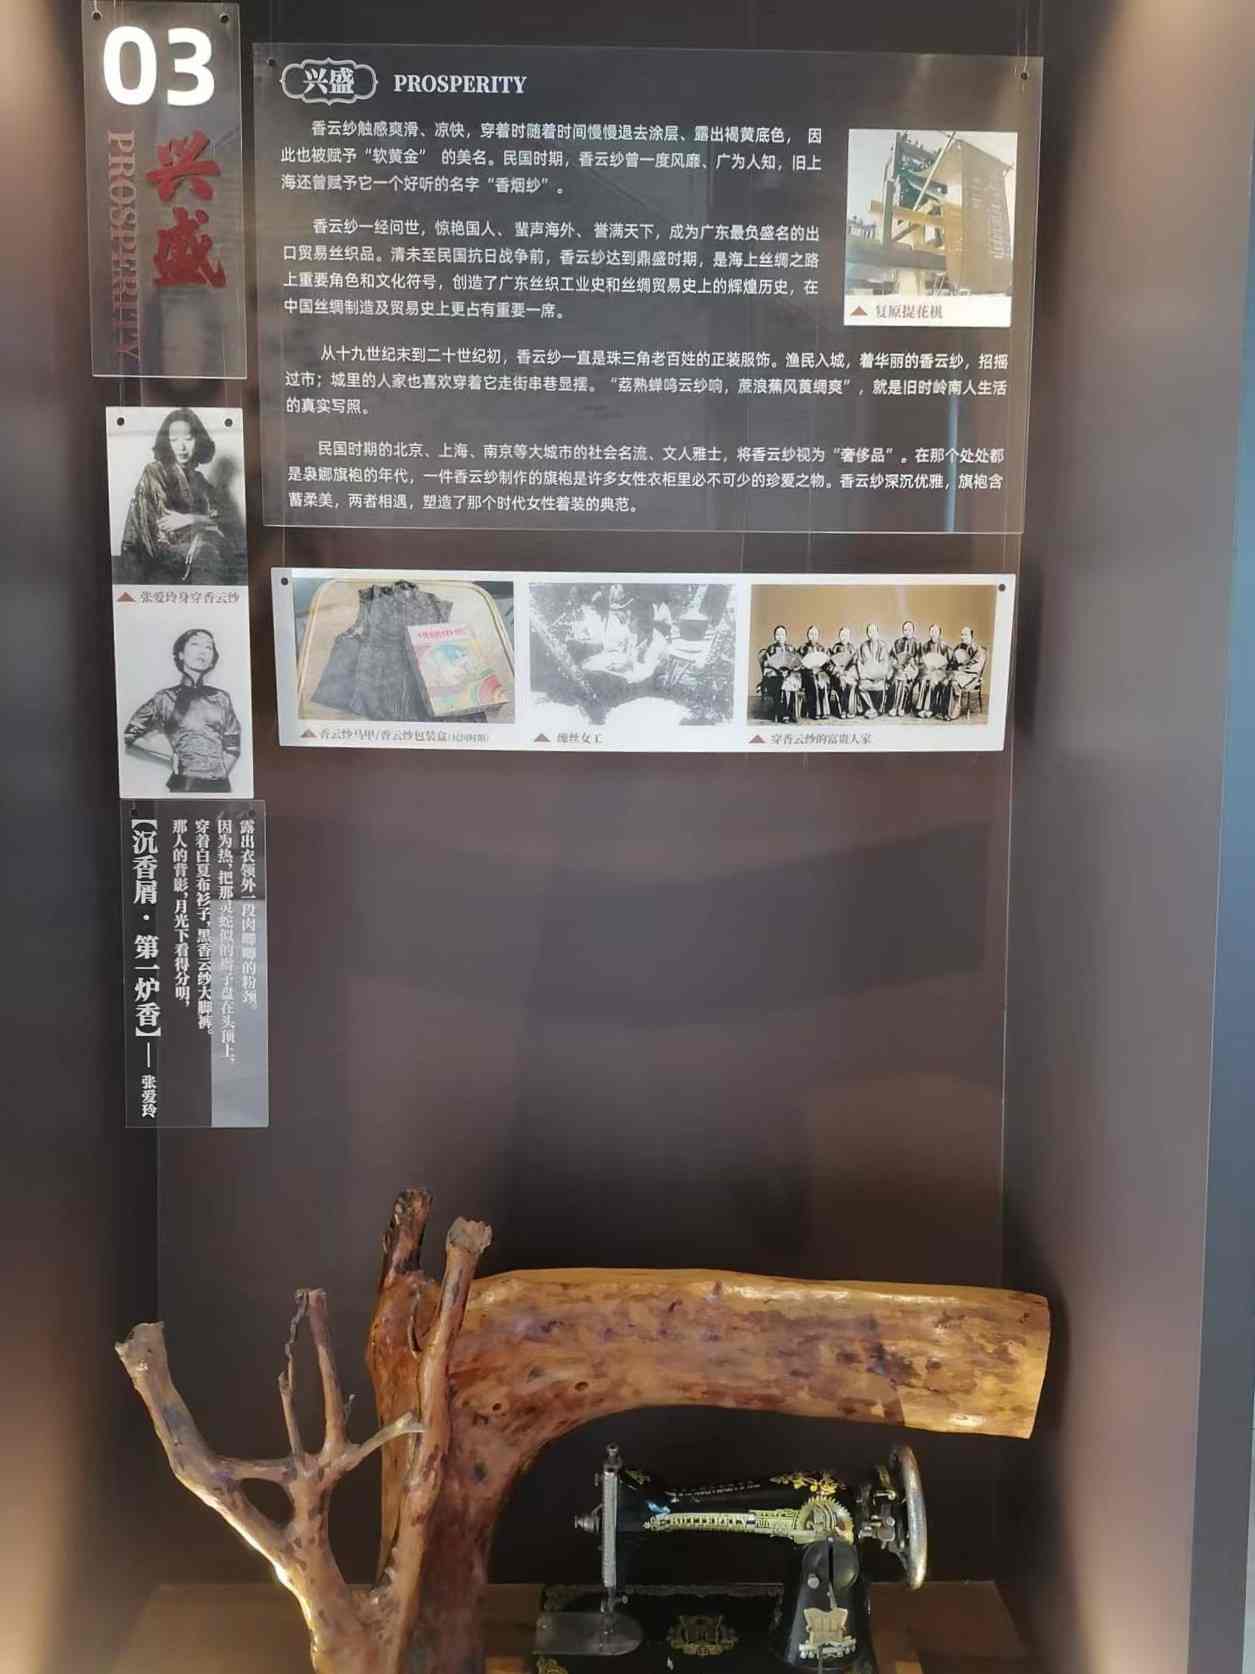 03
兴盛
PROSPERITY
兴盛 PROSPERITY
香云纱触感爽滑、凉快，穿着时随着时间慢慢退去涂层、露出褐黄底色， 因
此也被赋予“软黄金” 的美名。民国时期，香云纱曾一度风靡、广为人知，旧上
海还曾赋予它一个好听的名字“香烟纱”。
香云纱一经问世，惊艳国人、蜚声海外、誉满天下，成为广东最负盛名的出
口贸易丝织品。清末至民国抗日战争前，香云纱达到鼎盛时期，是海上丝绸之路
上重要角色和文化符号，创造了广东丝织工业史和丝绸贸易史上的辉煌历史，在
中国丝绸制造及贸易史上更占有重要一席。
复原提花机
从十九世纪末到二十世纪初，香云纱一直是珠三角老百姓的正装服饰。渔民入城，着华丽的香云纱，招摇
过市；城里的人家也喜欢穿着它走街串巷显摆。“荔熟蝉鸣云纱响，蔗浪蕉风莨绸爽”，就是旧时岭南人生活
的真实写照。
民国时期的北京、上海、南京等大城市的社会名流、文人雅士，将香云纱视为“奢侈品”。在那个处处都
是袅娜旗袍的年代，一件香云纱制作的旗袍是许多女性衣柜里必不可少的珍爱之物。香云纱深沉优雅，旗袍含
蓄柔美，两者相遇，塑造了那个时代女性着装的典范。
张爱玲身穿香云纱
香云纱马甲/香云纱包装盒(民国时期)
缫丝女工
穿香云纱的富贵人家
【沉香屑·第一炉香】— 张爱玲
那人的背影，月光下看得分明，
穿着白夏布衫子，黑香云纱大脚裤。
因为热，把那灵蛇似的辫子盘在头顶上，
露出衣领外一段肉唧唧的粉颈。